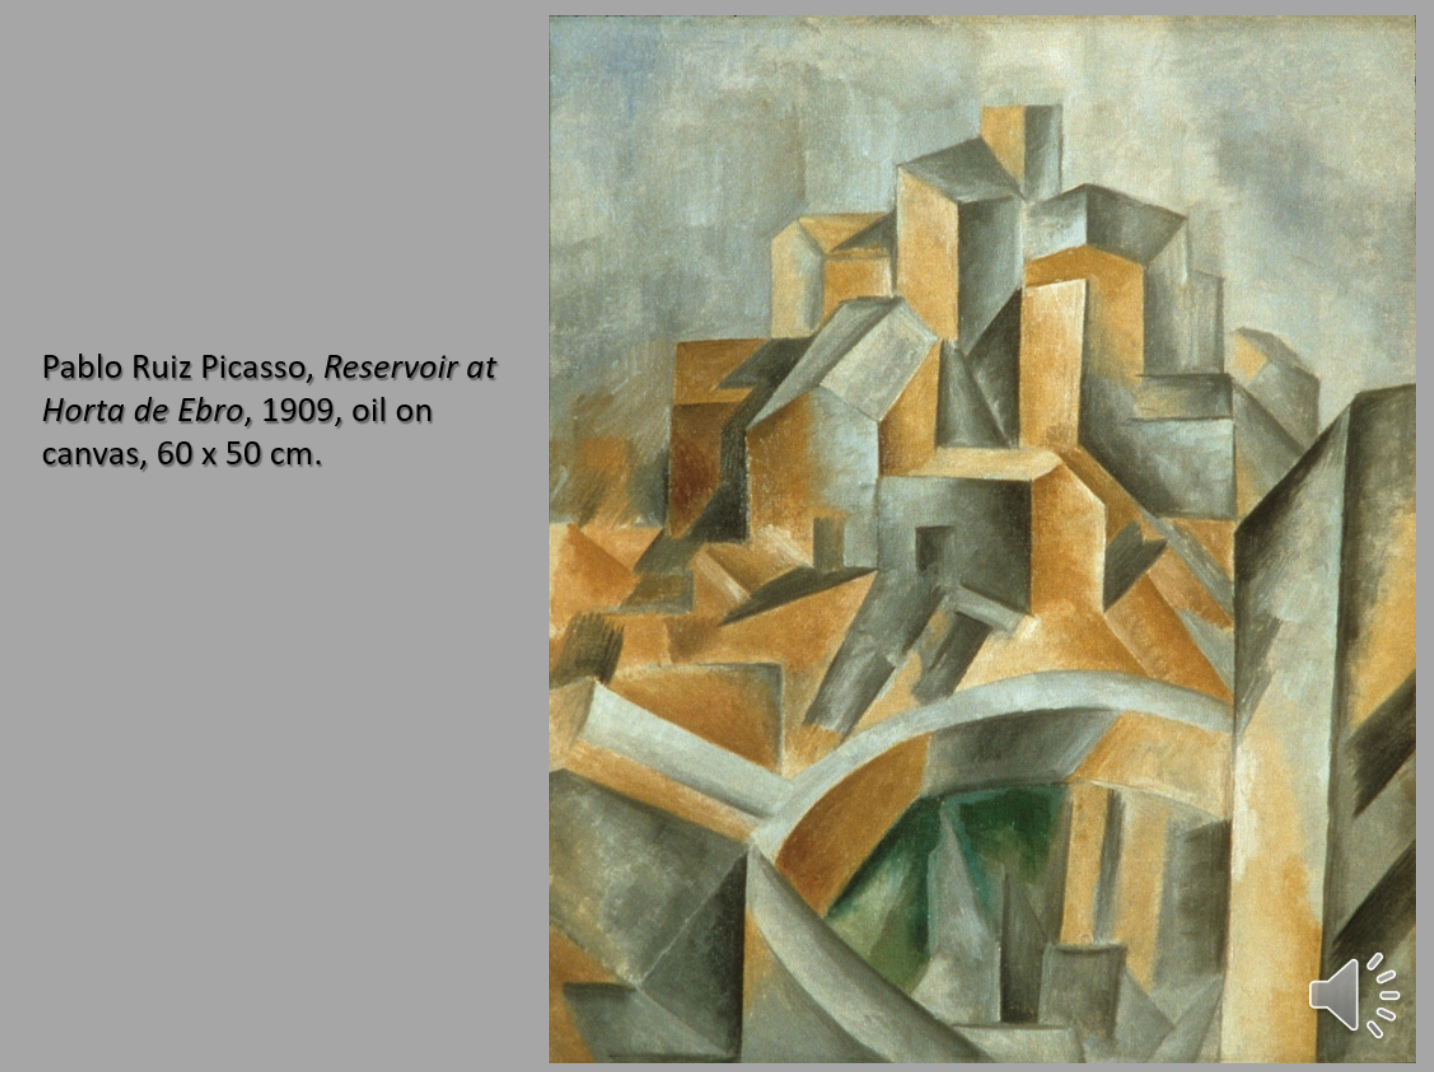 Pablo Ruiz Picasso, Reservoir at
Horta de Ebro, 1909, oil on
canvas, 60 x 50 cm.